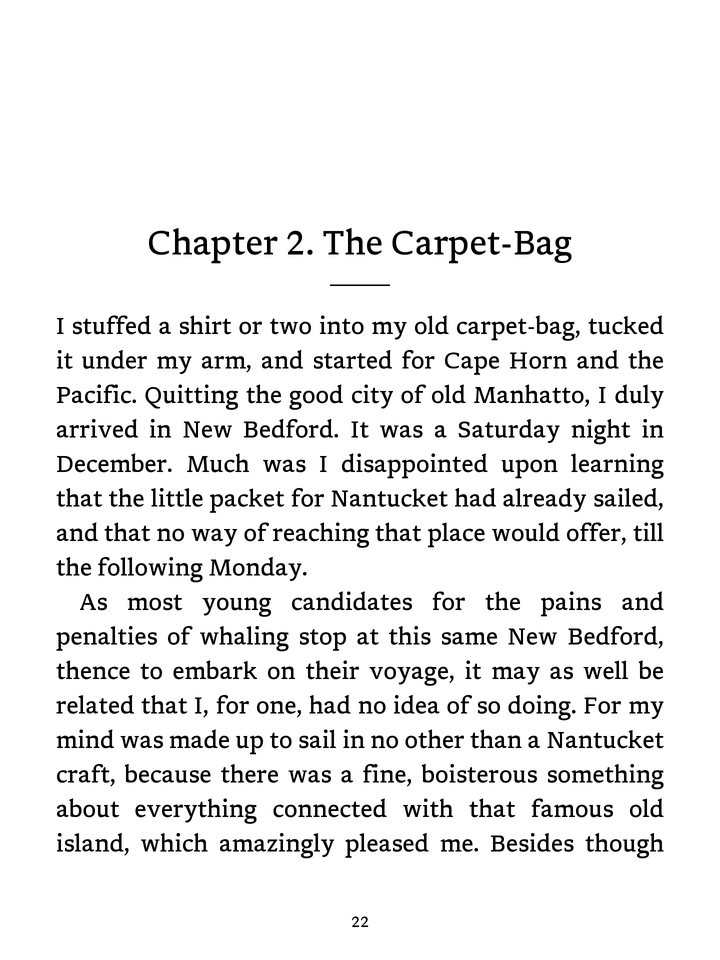 Chapter 2. The Carpet-Bag
I stuffed a shirt or two into my old carpet-bag, tucked
it under my arm, and started for Cape Horn and the
Pacific. Quitting the good city of old Manhatto, I duly
arrived in New Bedford. It was a Saturday night in
December. Much was I disappointed upon learning
that the little packet for Nantucket had already sailed,
and that no way of reaching that place would offer, till
the following Monday.
As most young candidates for the pains and
penalties of whaling stop at this same New Bedford,
thence to embark on their voyage, it may as well be
related that I, for one, had no idea of so doing. For my
mind was made up to sail in no other than a Nantucket
craft, because there was a fine, boisterous something
about everything connected with that famous old
island, which amazingly pleased me. Besides though
22